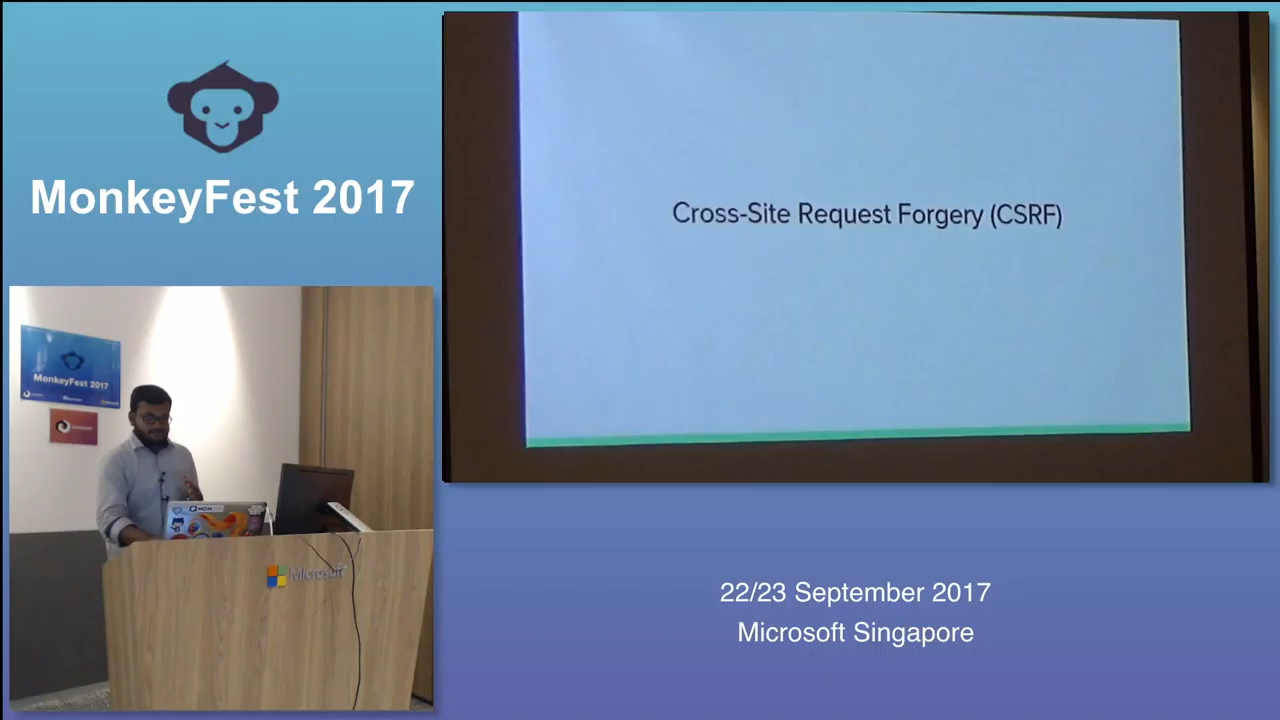 MonkeyFest 2017
Cross-Site Request Forgery (CSRF)
MonkeyFest 2017
Microsoft
22/23 September 2017
Microsoft Singapore